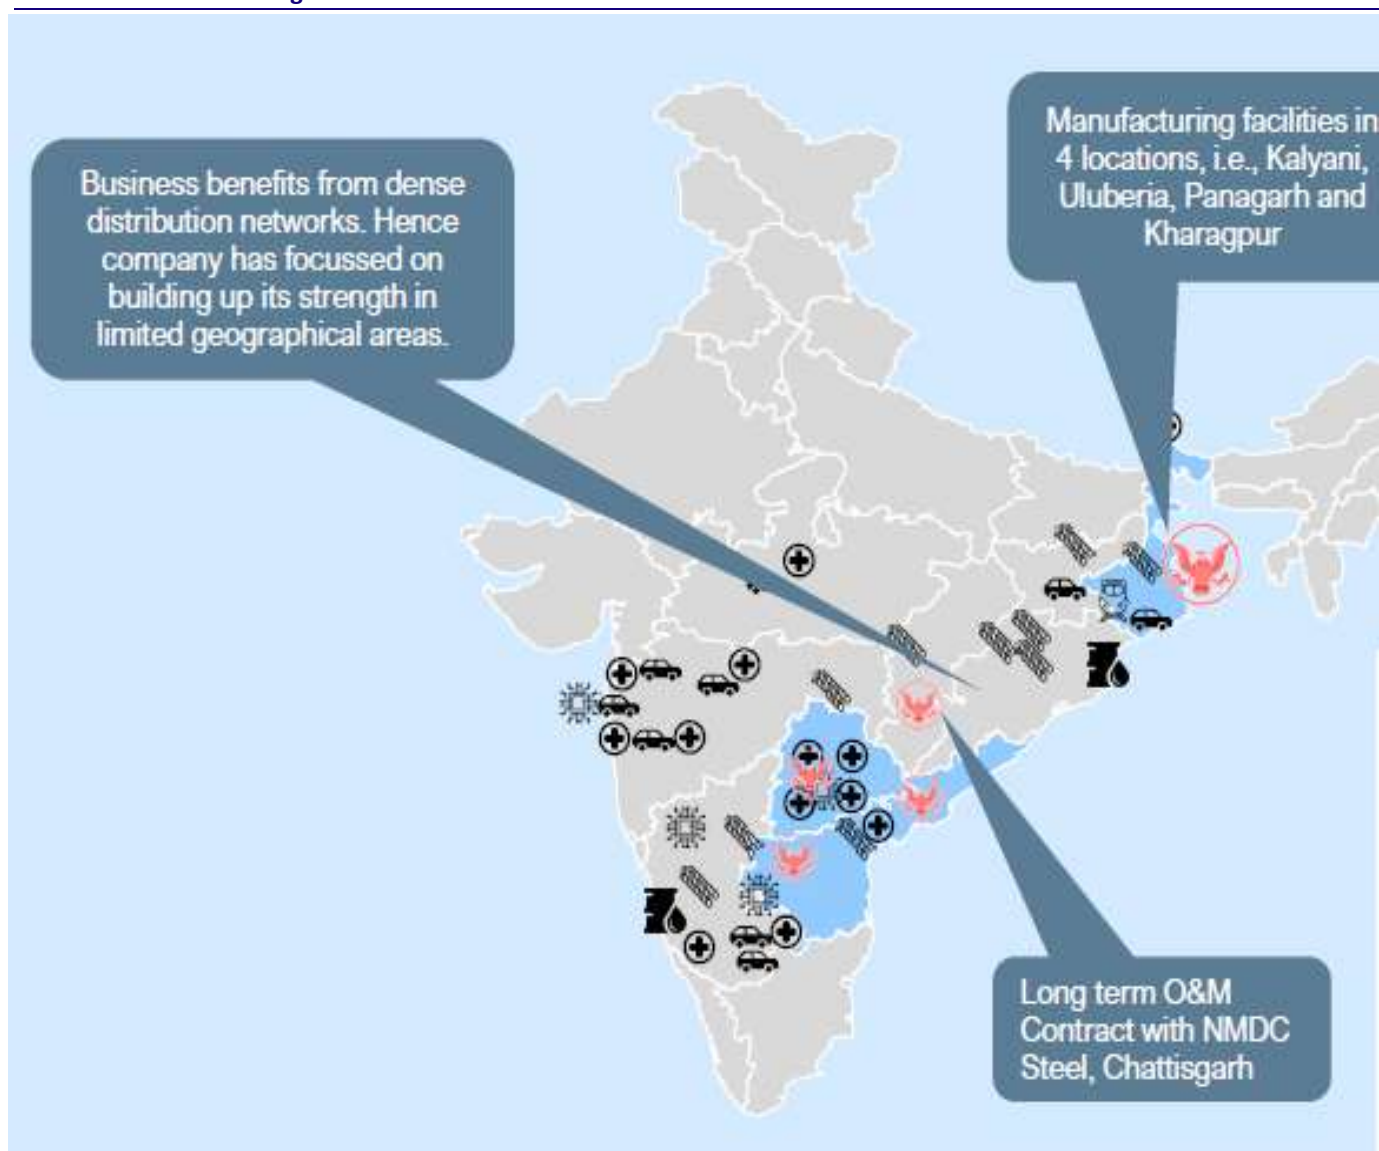 Business benefits from dense
distribution networks. Hence
company has focussed on
building up its strength in
limited geographical areas.
Manufacturing facilities in
4 locations, i.e., Kalyani,
Uluberia, Panagarh and
Kharagpur
Long term O&M
Contract with NMDC
Steel, Chattisgarh